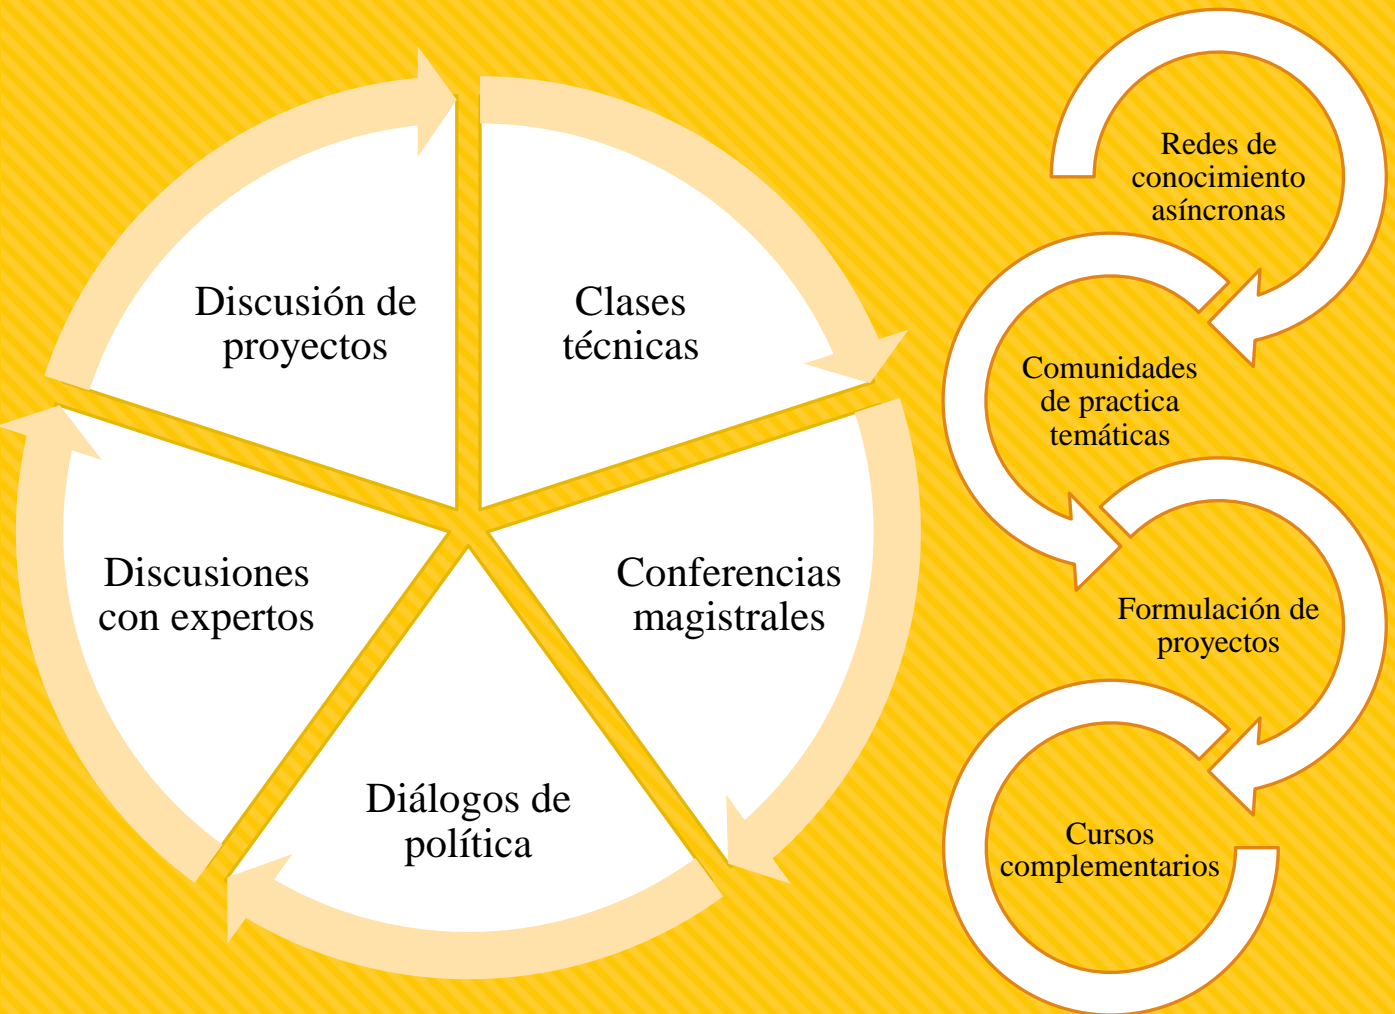 Discusión de
proyectos
Clases
técnicas
Conferencias
magistrales
Diálogos de
política
Discusiones
con expertos
Redes de
conocimiento
asíncronas
Comunidades
de practica
temáticas
Formulación de
proyectos
Cursos
complementarios